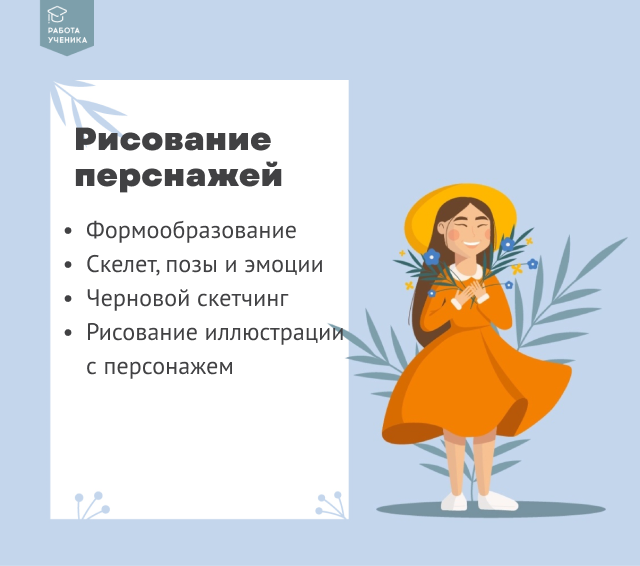 РАБОТА
УЧЕНИКА
Рисование
перснажей
• Формообразование
• Скелет, позы и эмоции
• Черновой скетчинг
• Рисование иллюстрации
с персонажем